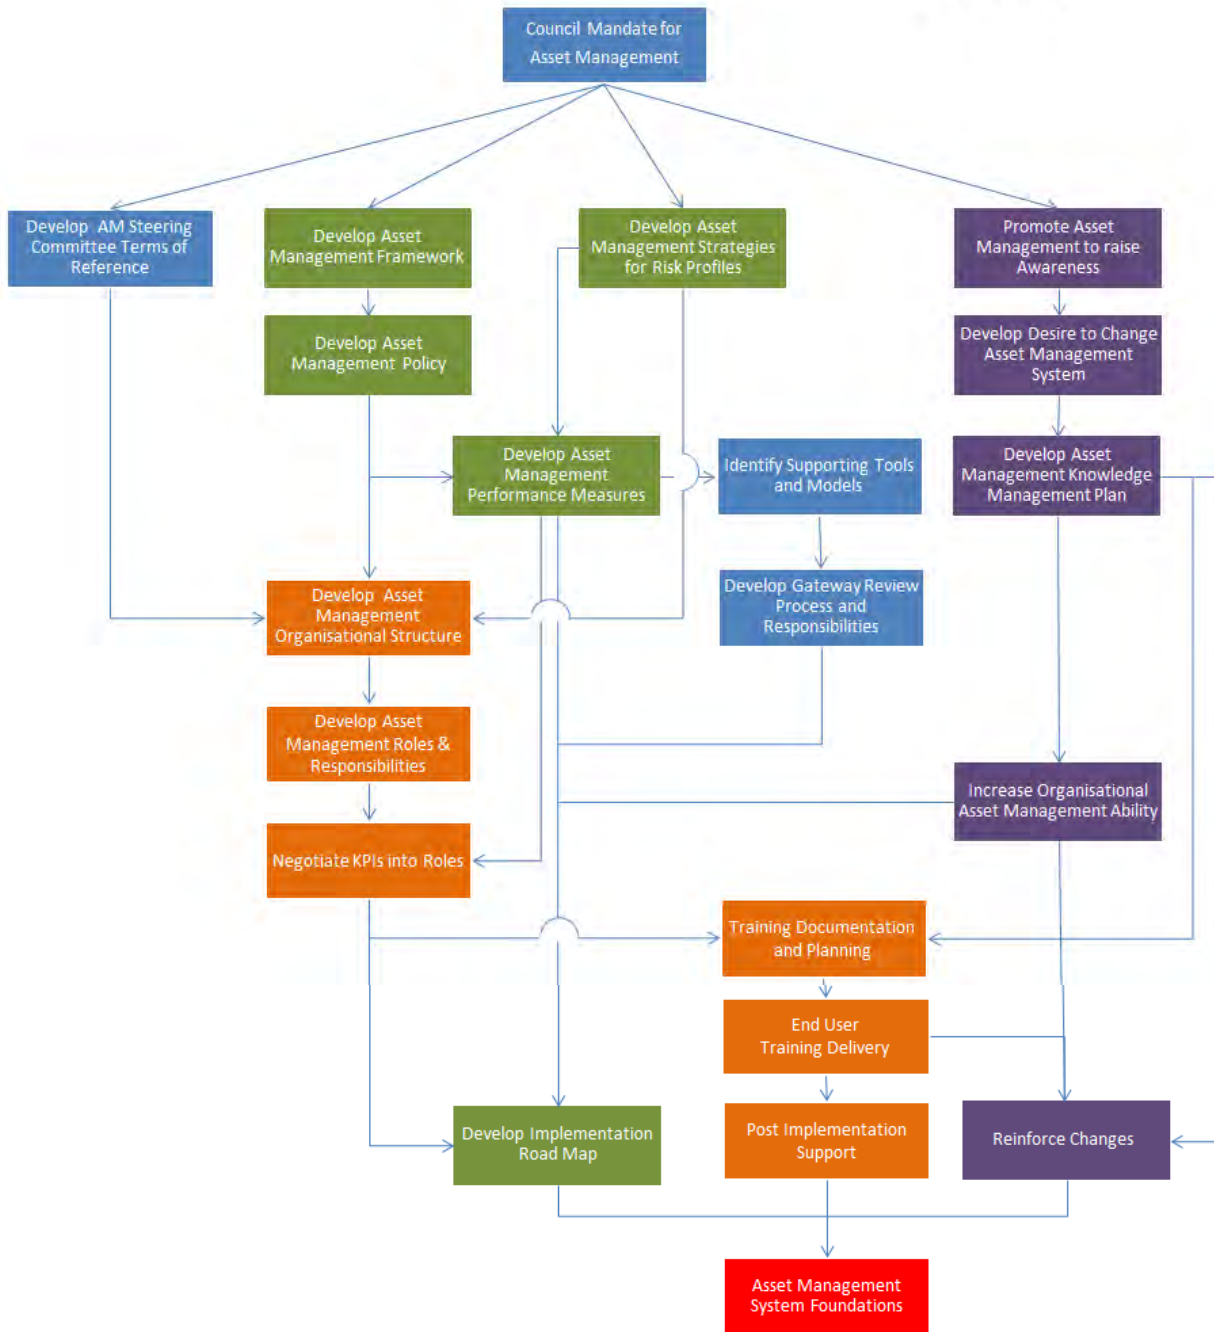 Council Mandate for
Asset Management
Develop AM Steering
Committee Terms of
Reference
Develop Asset
Management Framework
Develop Asset
Management Strategies
for Risk Profiles
Promote Asset
Management to raise
Awareness
Develop Asset
Management Policy
Develop Desire to Change
Asset Management
System
Develop Asset
Management
Performance Measures
Identify Supporting Tools
and Models
Develop Asset
Management Knowledge
Management Plan
Develop Asset
Management
Organisational Structure
Develop Gateway Review
Process and
Responsibilities
Develop Asset
Management Roles &
Responsibilities
Increase Organisational
Asset Management Ability
Negotiate KPIs into Roles
Training Documentation
and Planning
End User
Training Delivery
Develop Implementation
Road Map
Post Implementation
Support
Reinforce Changes
Asset Management
System Foundations